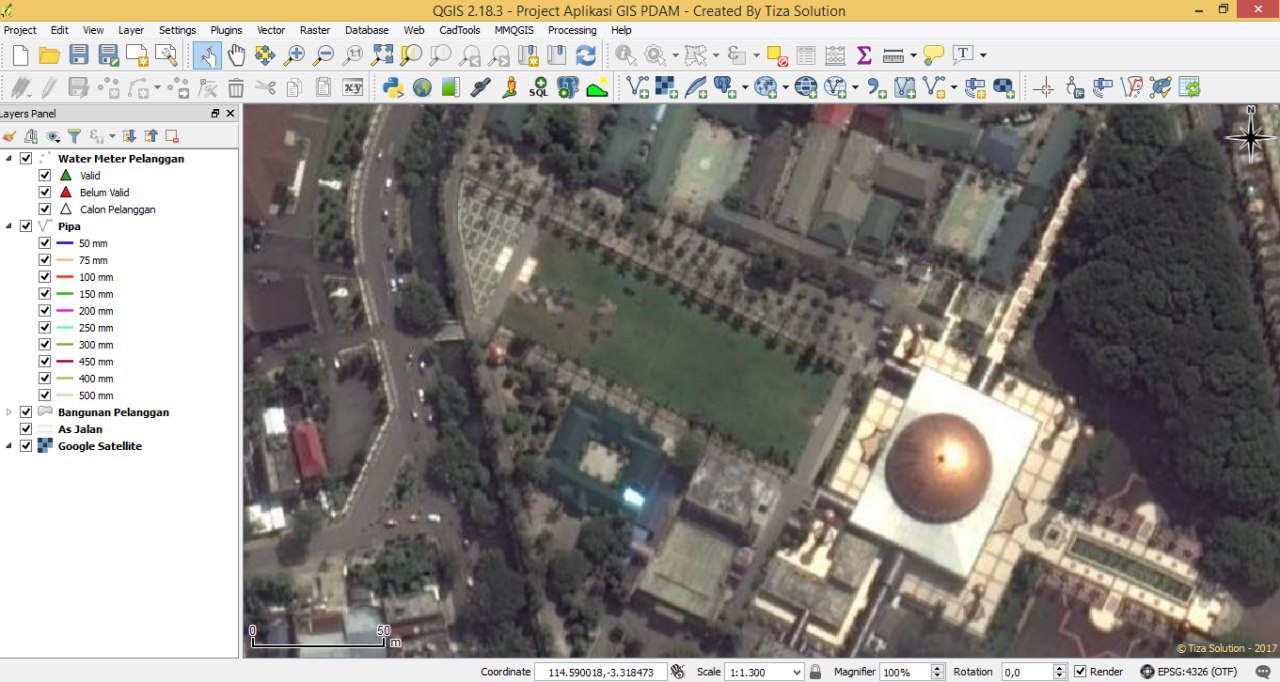 QGIS 2.18.3 - Project Aplikasi GIS PDAM - Created By Tiza Solution
Project Edit View Layer Settings Plugins Vector Raster Database Web CadTools MMQGIS Processing Help
SQL
xy
Layers Panel
Water Meter Pelanggan
Valid
Belum Valid
Calon Pelanggan
Pipa
50 mm
75 mm
100 mm
150 mm
200 mm
250 mm
300 mm
450 mm
400 mm
500 mm
Bangunan Pelanggan
As Jalan
Google Satellite
N
0 50
m
© Tiza Solution - 2017
Coordinate 114.590018,-3.318473 Scale 1:1.300 Magnifier 100% Rotation 0,0 Render EPSG:4326 (OTF)